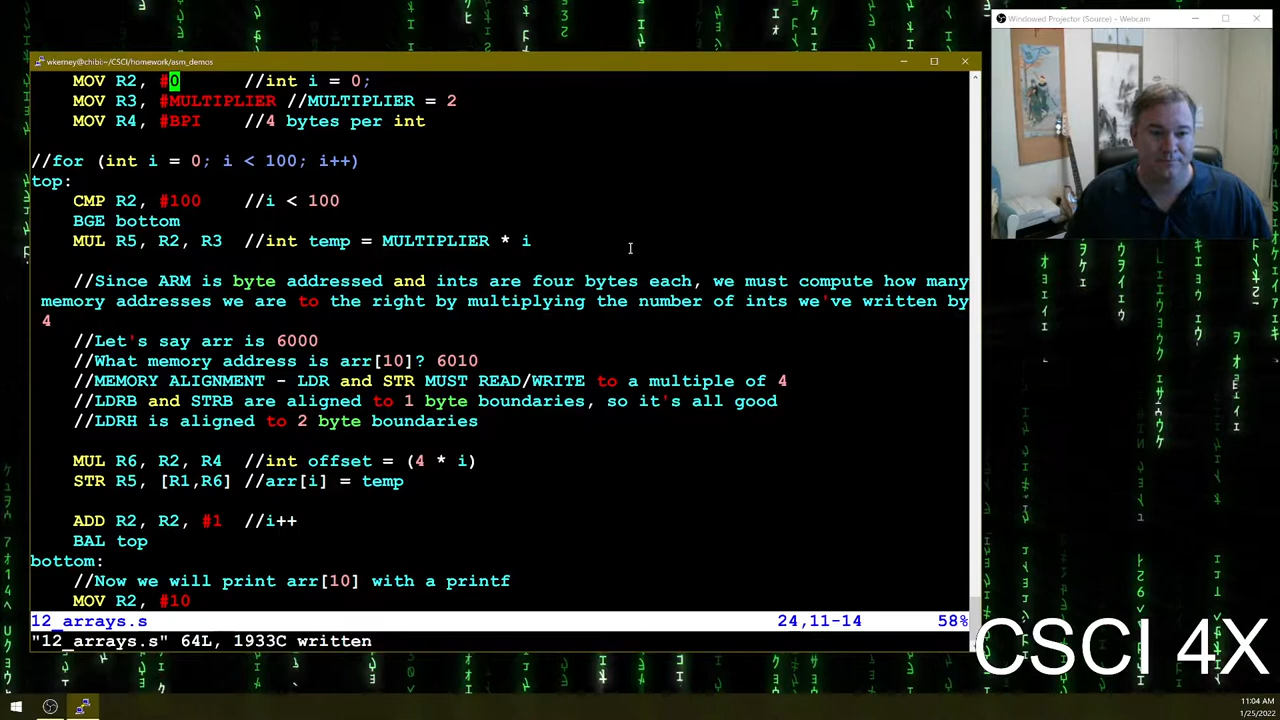 Windowed Projector (Source) - Webcam
wkerney@chibi:~/CSCI/homework/asm_demos
MOV R2, #0 //int i = 0;
MOV R3, #MULTIPLIER //MULTIPLIER = 2
MOV R4, #BPI //4 bytes per int
//for (int i = 0; i < 100; i++)
top:
CMP R2, #100 //i < 100
BGE bottom
MUL R5, R2, R3 //int temp = MULTIPLIER * i
//Since ARM is byte addressed and ints are four bytes each, we must compute how many
memory addresses we are to the right by multiplying the number of ints we've written by
4
//Let's say arr is 6000
//What memory address is arr[10]? 6010
//MEMORY ALIGNMENT - LDR and STR MUST READ/WRITE to a multiple of 4
//LDRB and STRB are aligned to 1 byte boundaries, so it's all good
//LDRH is aligned to 2 byte boundaries
MUL R6, R2, R4 //int offset = (4 * i)
STR R5, [R1,R6] //arr[i] = temp
ADD R2, R2, #1 //i++
BAL top
bottom:
//Now we will print arr[10] with a printf
MOV R2, #10
12_arrays.s 24,11-14 58%
"12_arrays.s" 64L, 1933C written
CSCI 4X
11:04 AM
1/25/2022